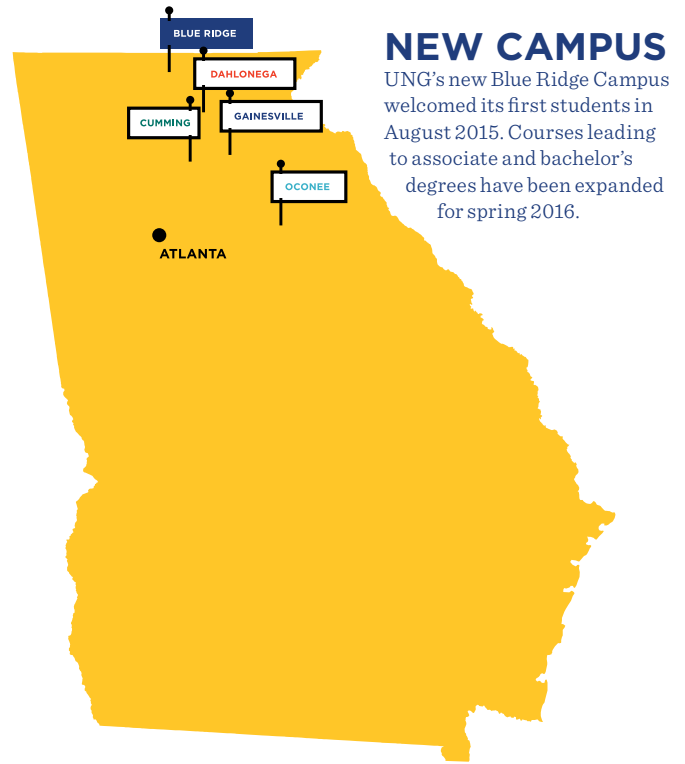 BLUE RIDGE
DAHLONEGA
CUMMING
GAINESVILLE
OCONEE
ATLANTA
NEW CAMPUS
UNG’s new Blue Ridge Campus
welcomed its first students in
August 2015. Courses leading
to associate and bachelor’s
degrees have been expanded
for spring 2016.